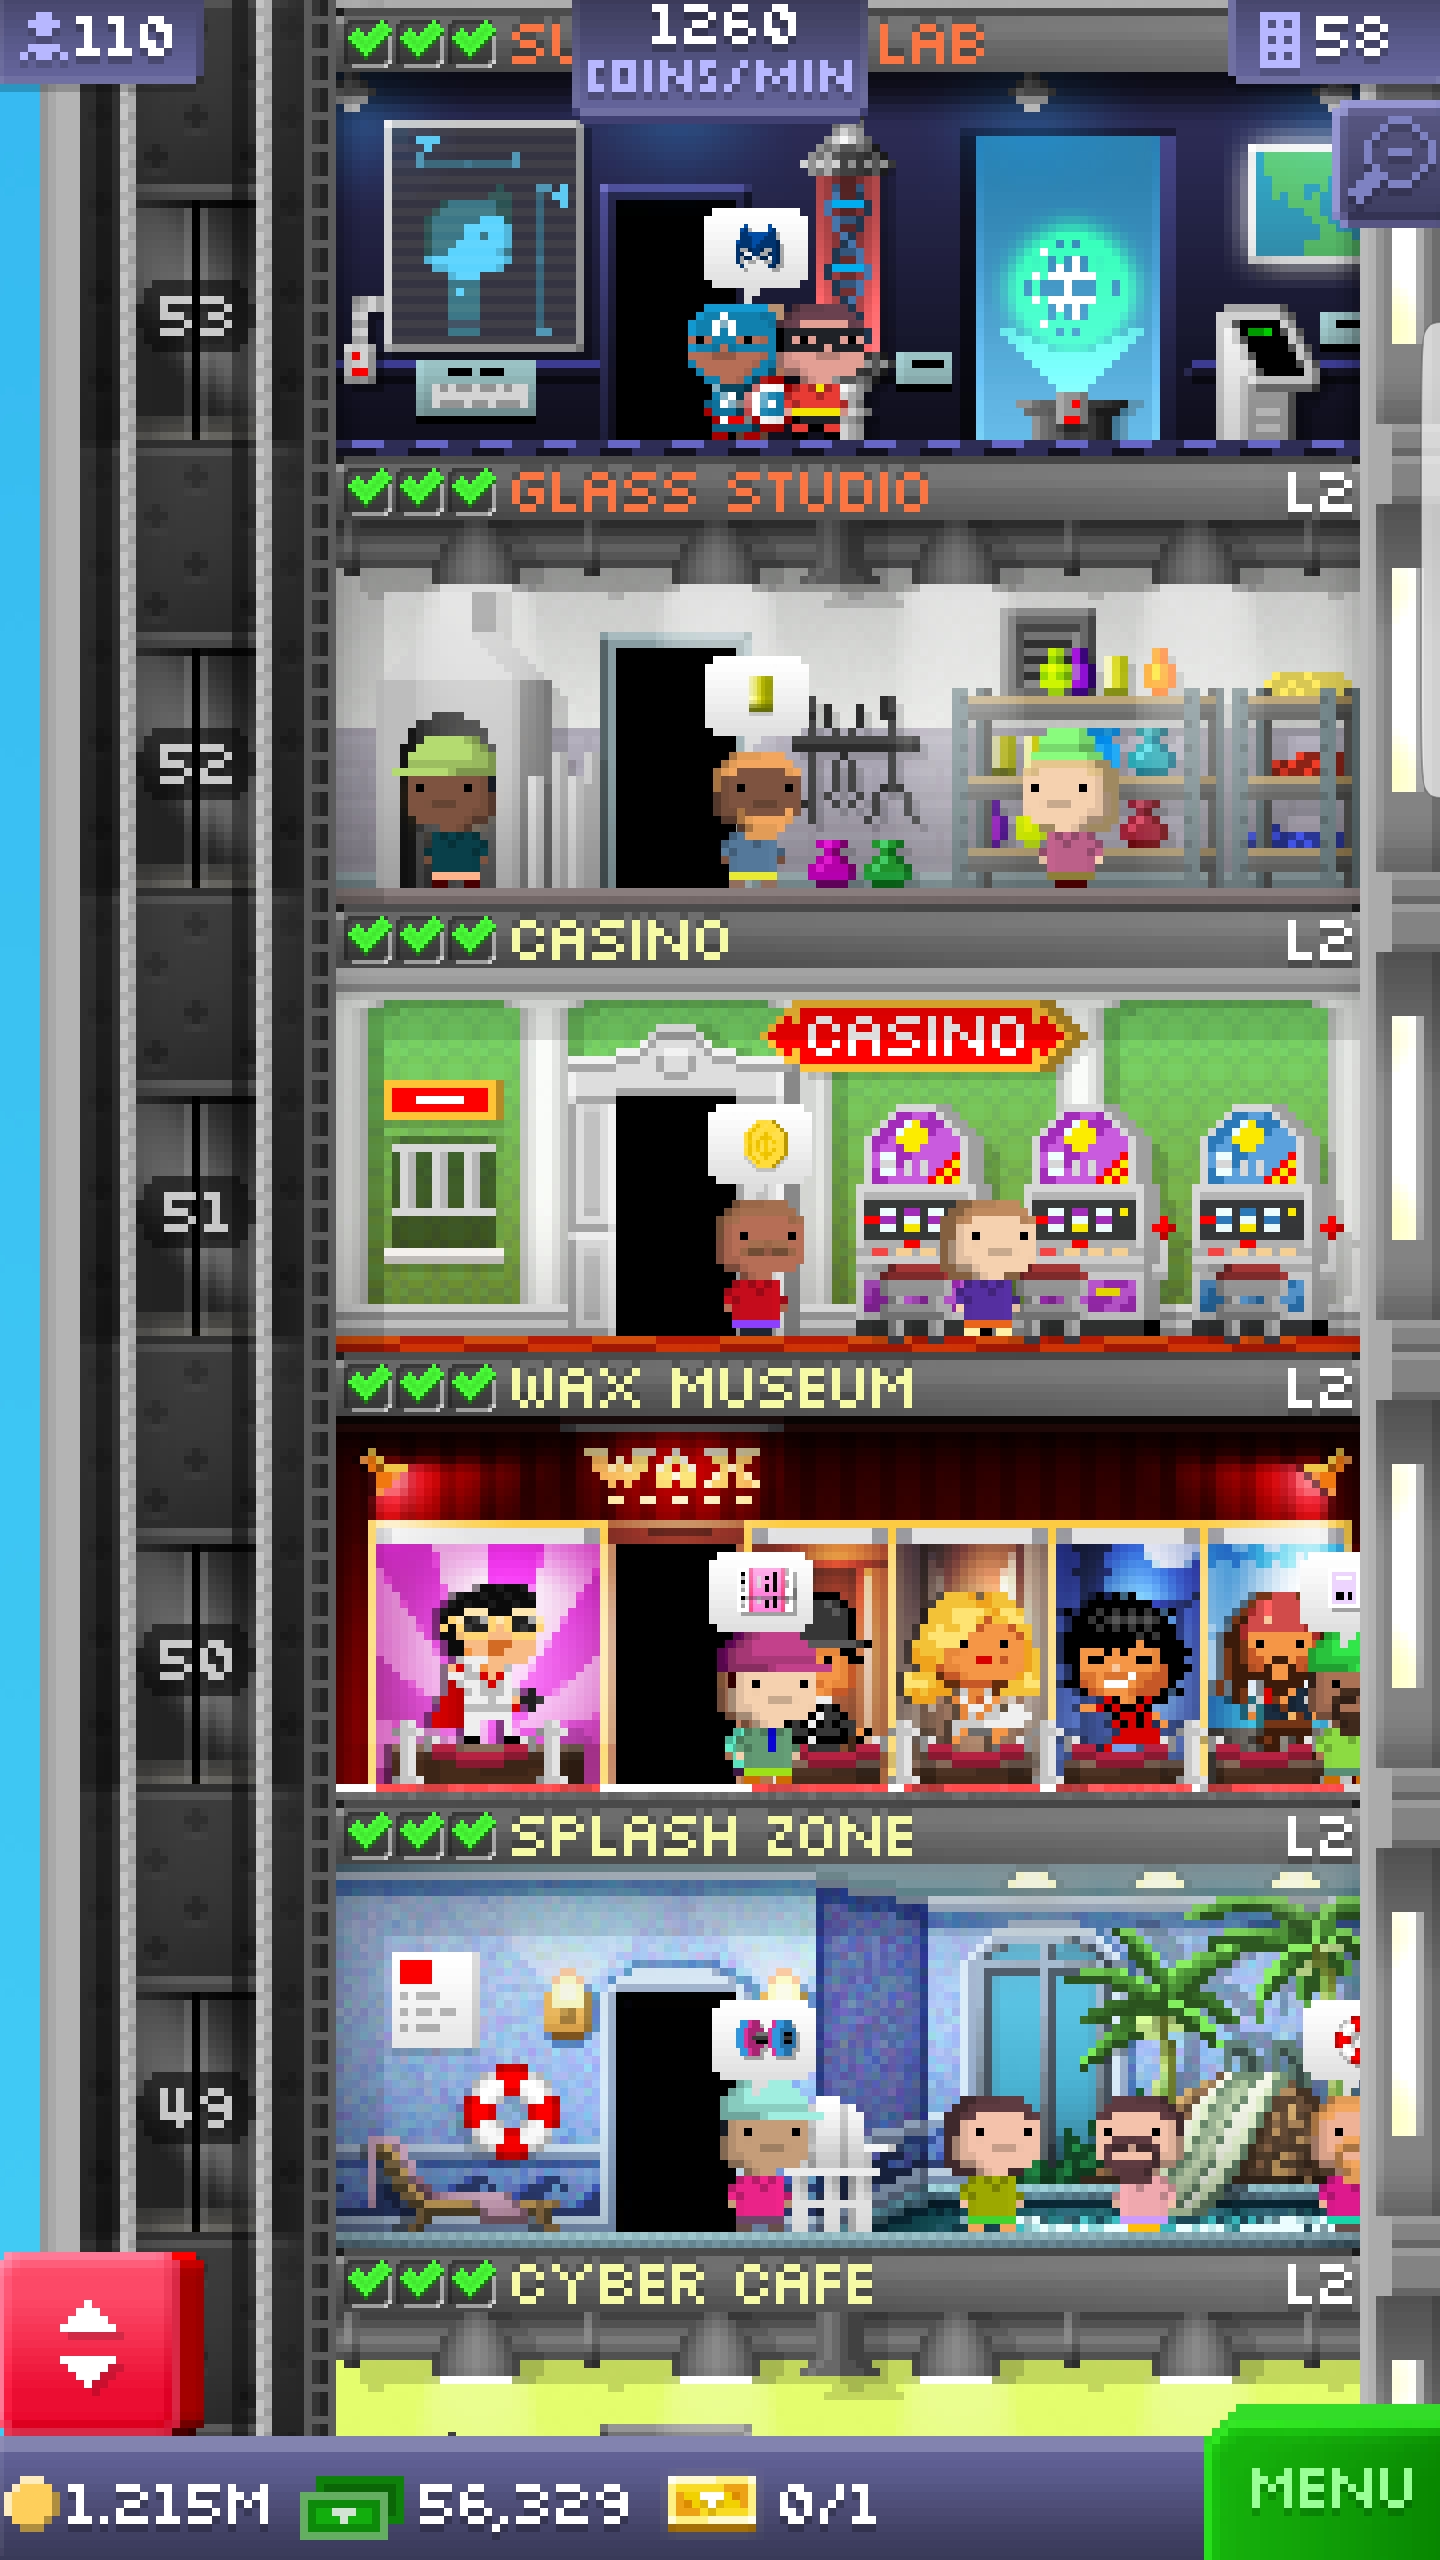 110
1260
COINS/MIN
58
LAB
53
GLASS STUDIO L2
52
CASINO L2
CASINO
51
WAX MUSEUM L2
WAX
50
SPLASH ZONE L2
49
CYBER CAFE L2
1.215M 56,329 0/1
MENU